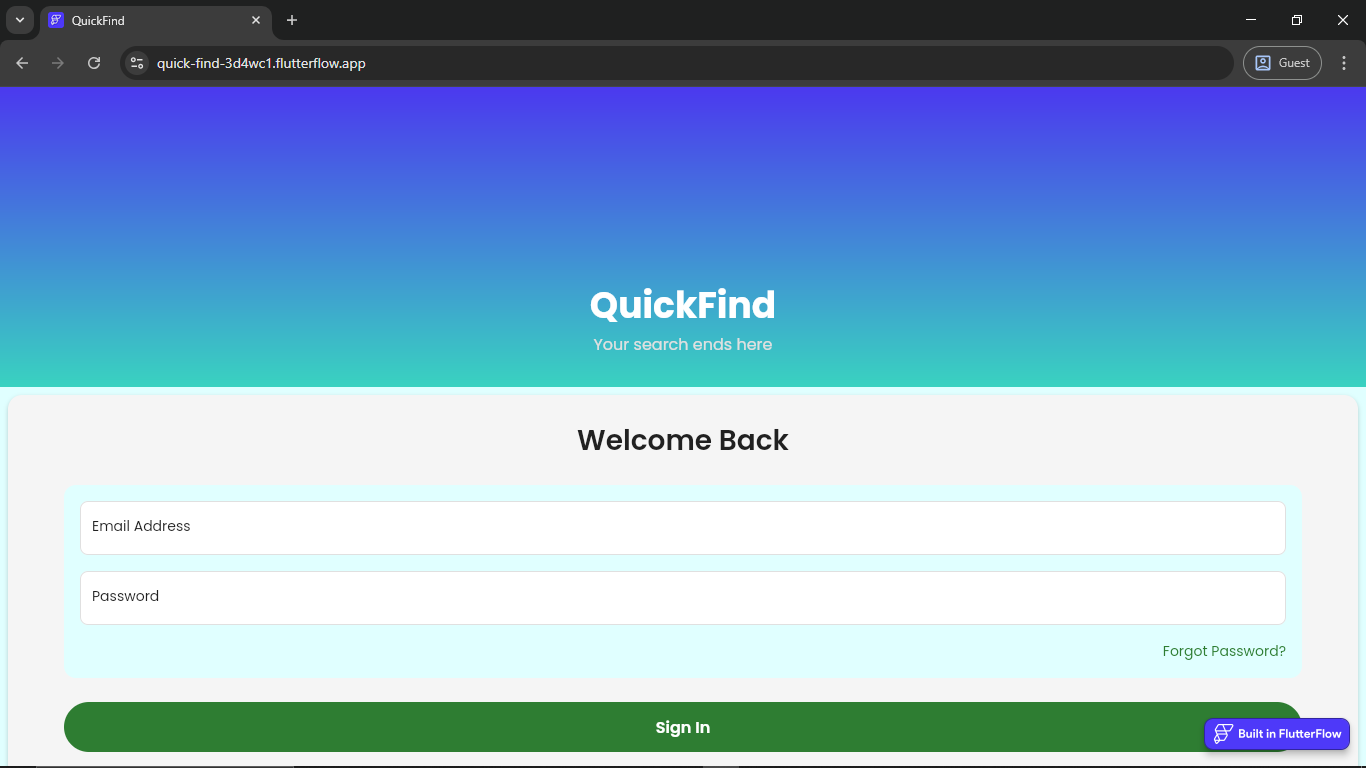 QuickFind
quick-find-3d4wc1.flutterflow.app
Guest
QuickFind
Your search ends here
Welcome Back
Email Address
Password
Forgot Password?
Sign In
Built in FlutterFlow